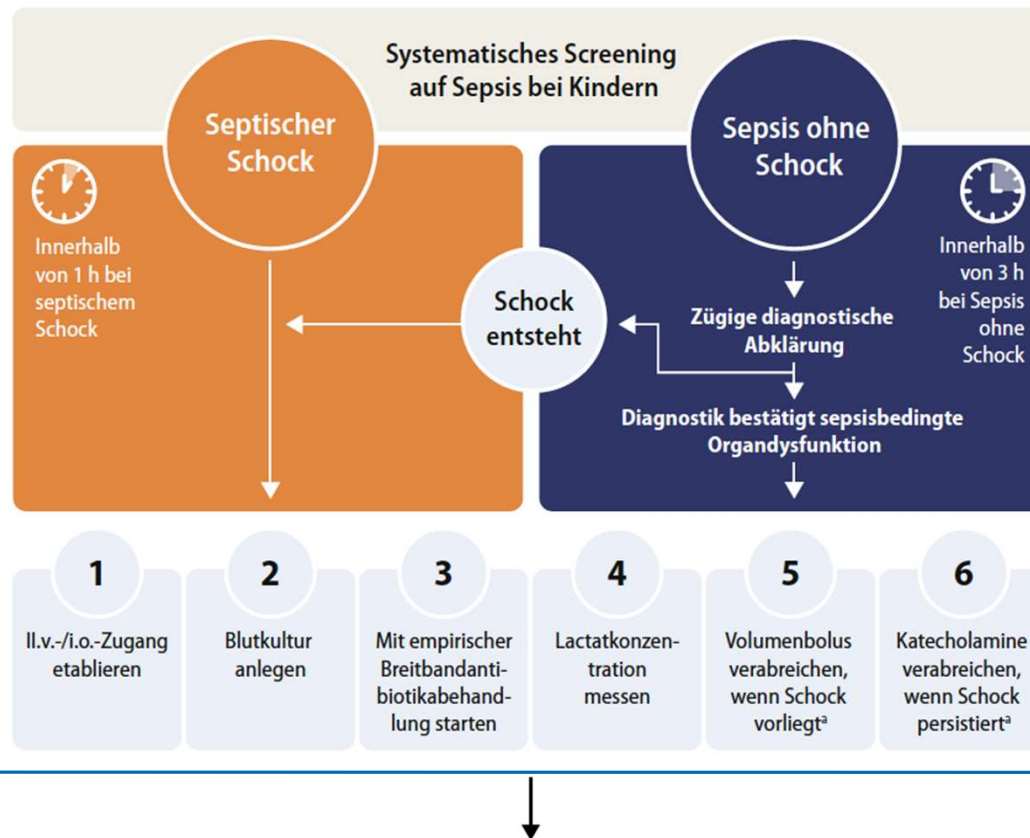 Systematisches Screening
auf Sepsis bei Kindern
Septischer
Schock
Sepsis ohne
Schock
Innerhalb
von 1 h bei
septischem
Schock
Schock
entsteht
Zügige diagnostische
Abklärung
Innerhalb
von 3 h
bei Sepsis
ohne
Schock
Diagnostik bestätigt sepsisbedingte
Organdysfunktion
1
II.v.-/i.o.-Zugang
etablieren
2
Blutkultur
anlegen
3
Mit empirischer
Breitbandanti-
biotikabehand-
lung starten
4
Lactatkonzen-
tration
messen
5
Volumenbolus
verabreichen,
wenn Schock
vorliegtª
6
Katecholamine
verabreichen,
wenn Schock
persistiertª